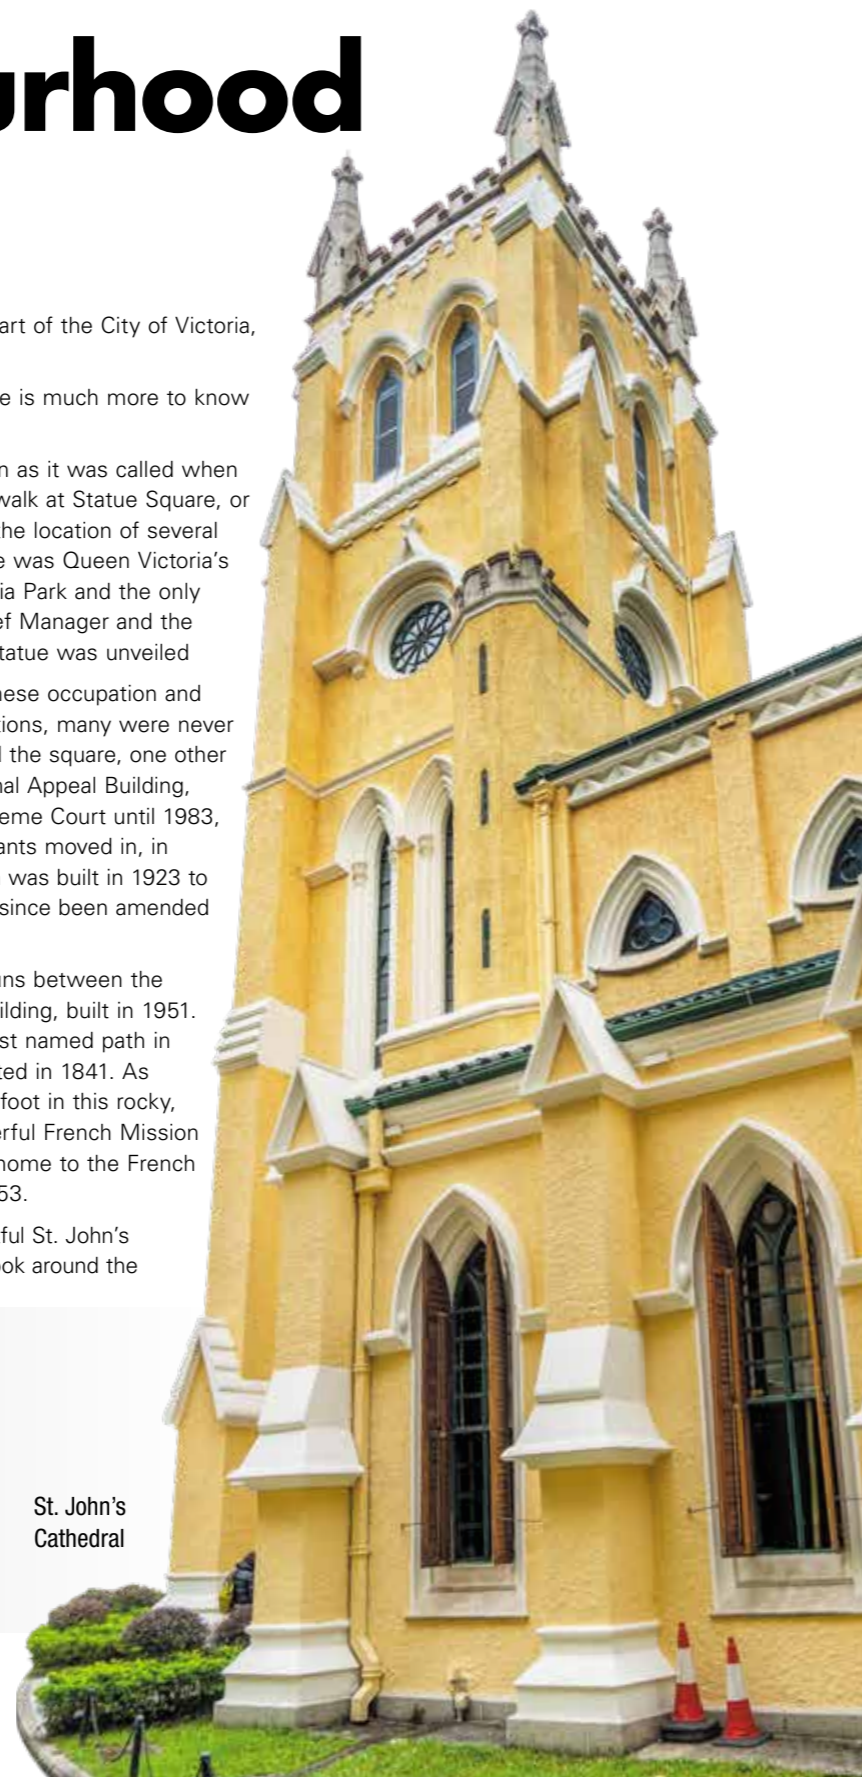 urhood
art of the City of Victoria,
e is much more to know
n as it was called when
walk at Statue Square, or
the location of several
e was Queen Victoria's
ia Park and the only
ef Manager and the
tatue was unveiled
nese occupation and
tions, many were never
the square, one other
nal Appeal Building,
eme Court until 1983,
ants moved in, in
was built in 1923 to
since been amended
uns between the
ilding, built in 1951.
st named path in
ted in 1841. As
foot in this rocky,
erful French Mission
home to the French
53.
ful St. John's
ook around the
St. John's
Cathedral